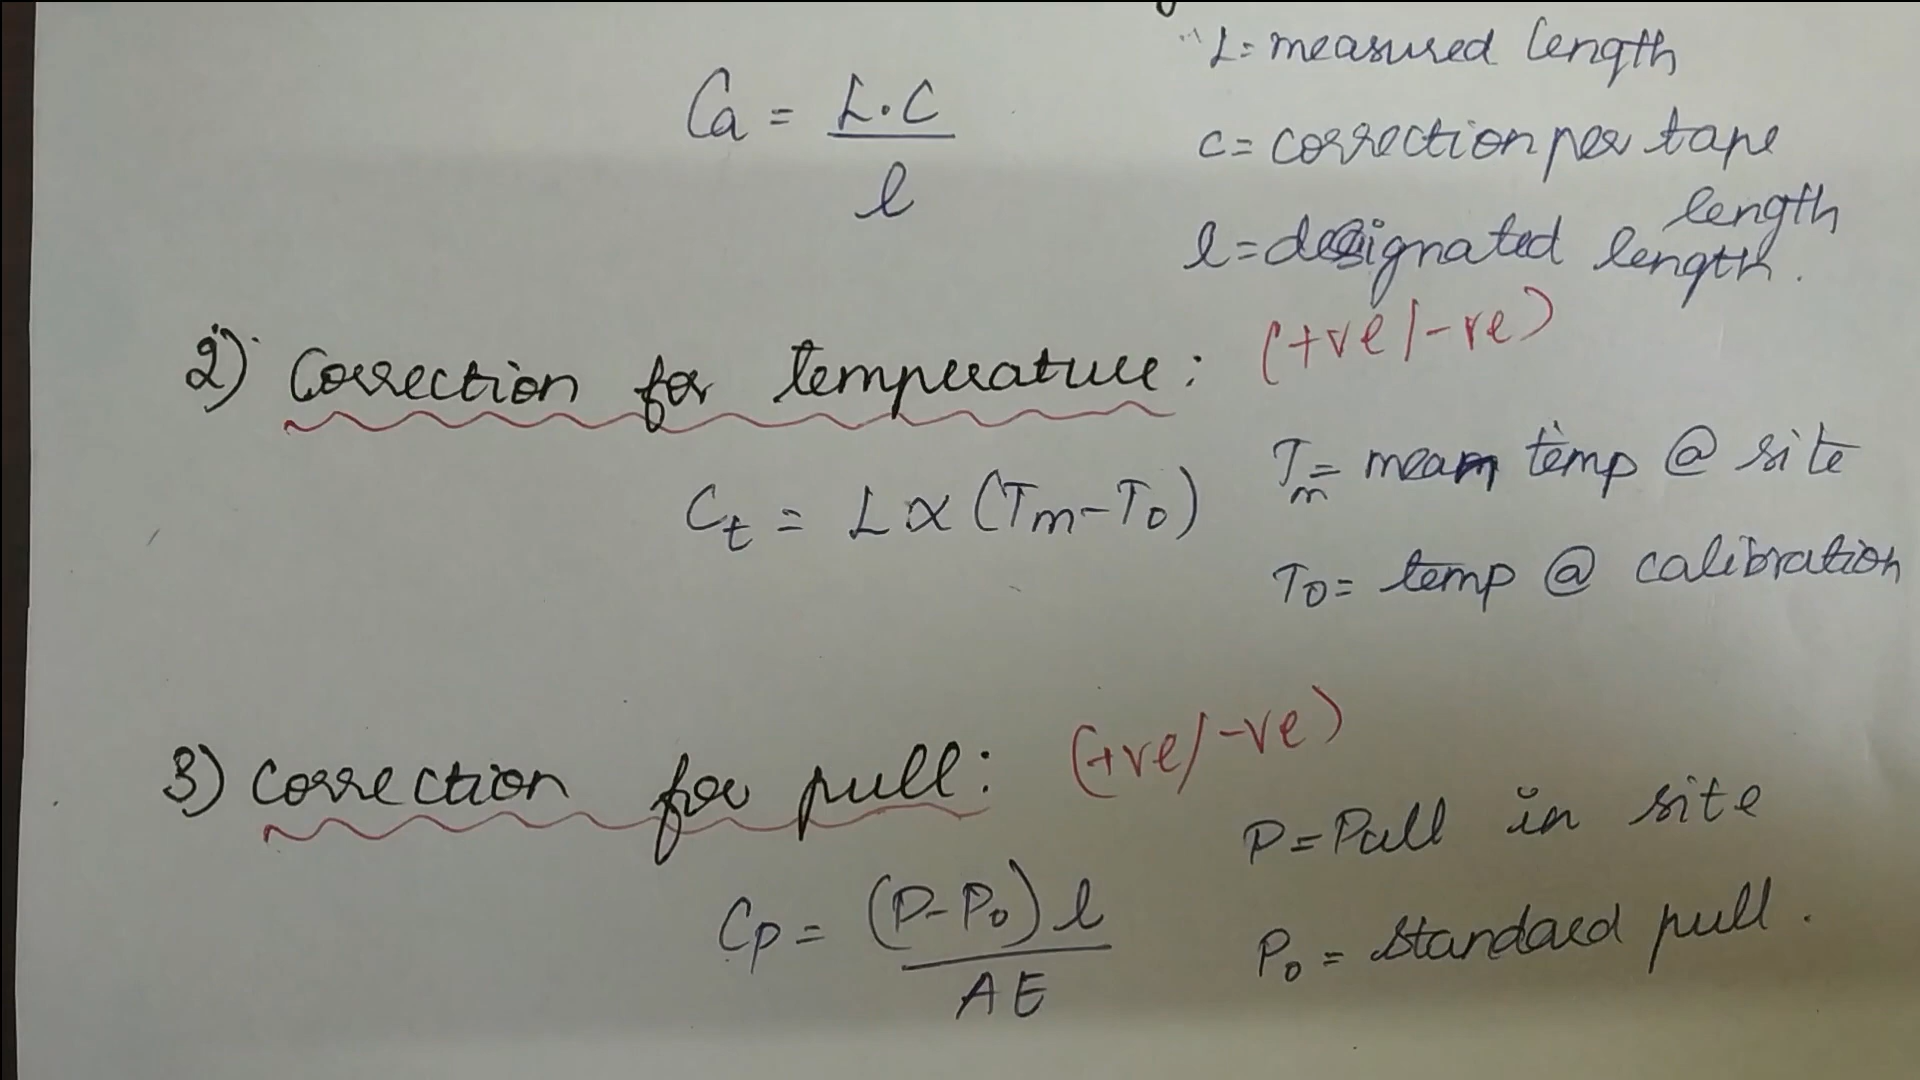 L = measured length
Ca = L.C / l
c = correction per tape length
l = designated length.
2) Correction for temperature : (+ve/-ve)
Tm = mean temp @ site
Ct = L α (Tm - To)
To = temp @ calibration
3) Correction for pull : (+ve/-ve)
P = Pull in site
Cp = (P - Po) l / AE
Po = Standard pull.